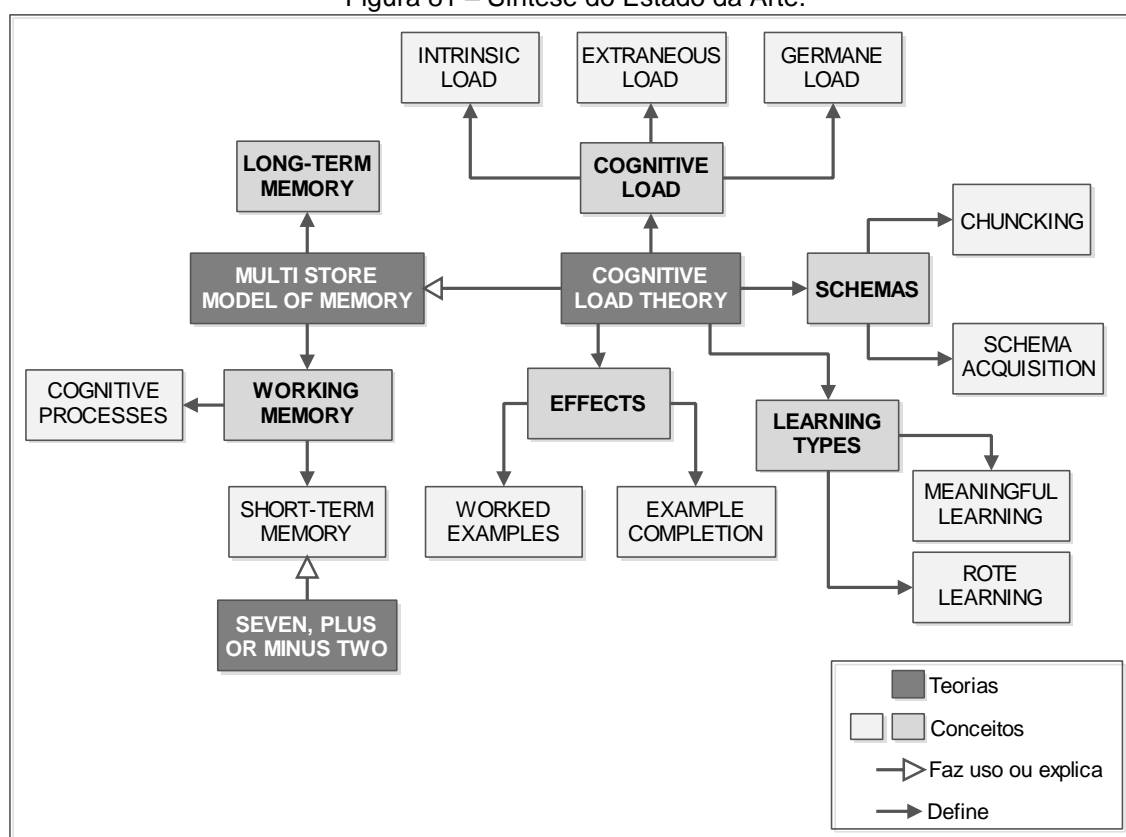 Figura 81 – Síntese do Estado da Arte.
INTRINSIC
LOAD
EXTRANEOUS
LOAD
GERMANE
LOAD
LONG-TERM
MEMORY
COGNITIVE
LOAD
CHUNCKING
MULTI STORE
MODEL OF MEMORY
COGNITIVE
LOAD THEORY
SCHEMAS
SCHEMA
ACQUISITION
COGNITIVE
PROCESSES
WORKING
MEMORY
EFFECTS
LEARNING
TYPES
SHORT-TERM
MEMORY
WORKED
EXAMPLES
EXAMPLE
COMPLETION
MEANINGFUL
LEARNING
ROTE
LEARNING
SEVEN, PLUS
OR MINUS TWO
Teorias
Conceitos
Faz uso ou explica
Define